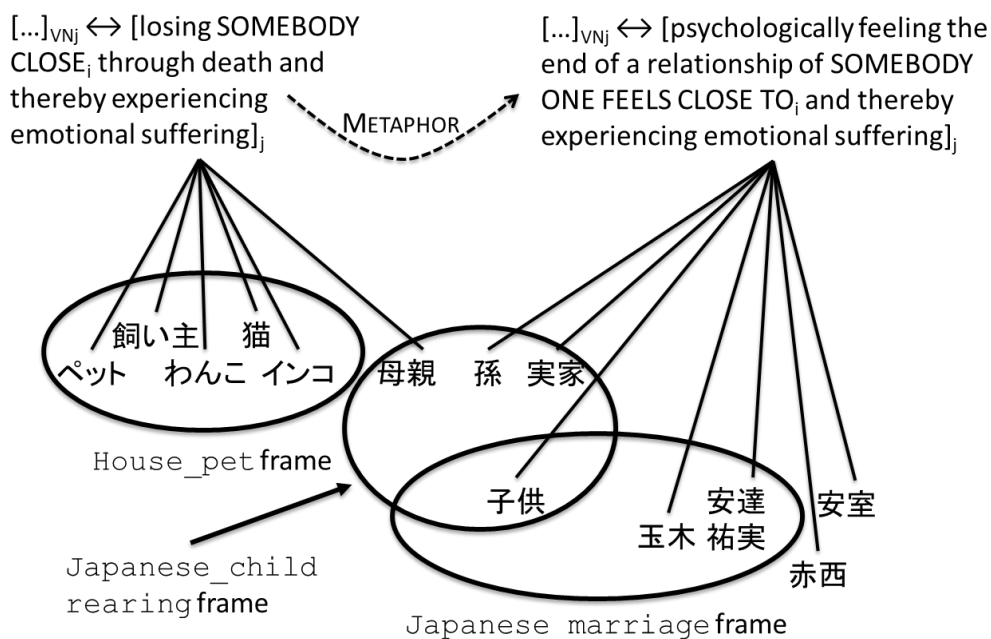 […]VNj ↔ [losing SOMEBODY
CLOSEi through death and
thereby experiencing
emotional suffering]j
METAPHOR
[…]VNj ↔ [psychologically feeling the
end of a relationship of SOMEBODY
ONE FEELS CLOSE TOi and thereby
experiencing emotional suffering]j
飼い主 猫
ペット わんこ インコ
母親 孫 実家
House_pet frame
子供
安達 安室
玉木 祐実
赤西
Japanese_child
rearing frame
Japanese marriage frame